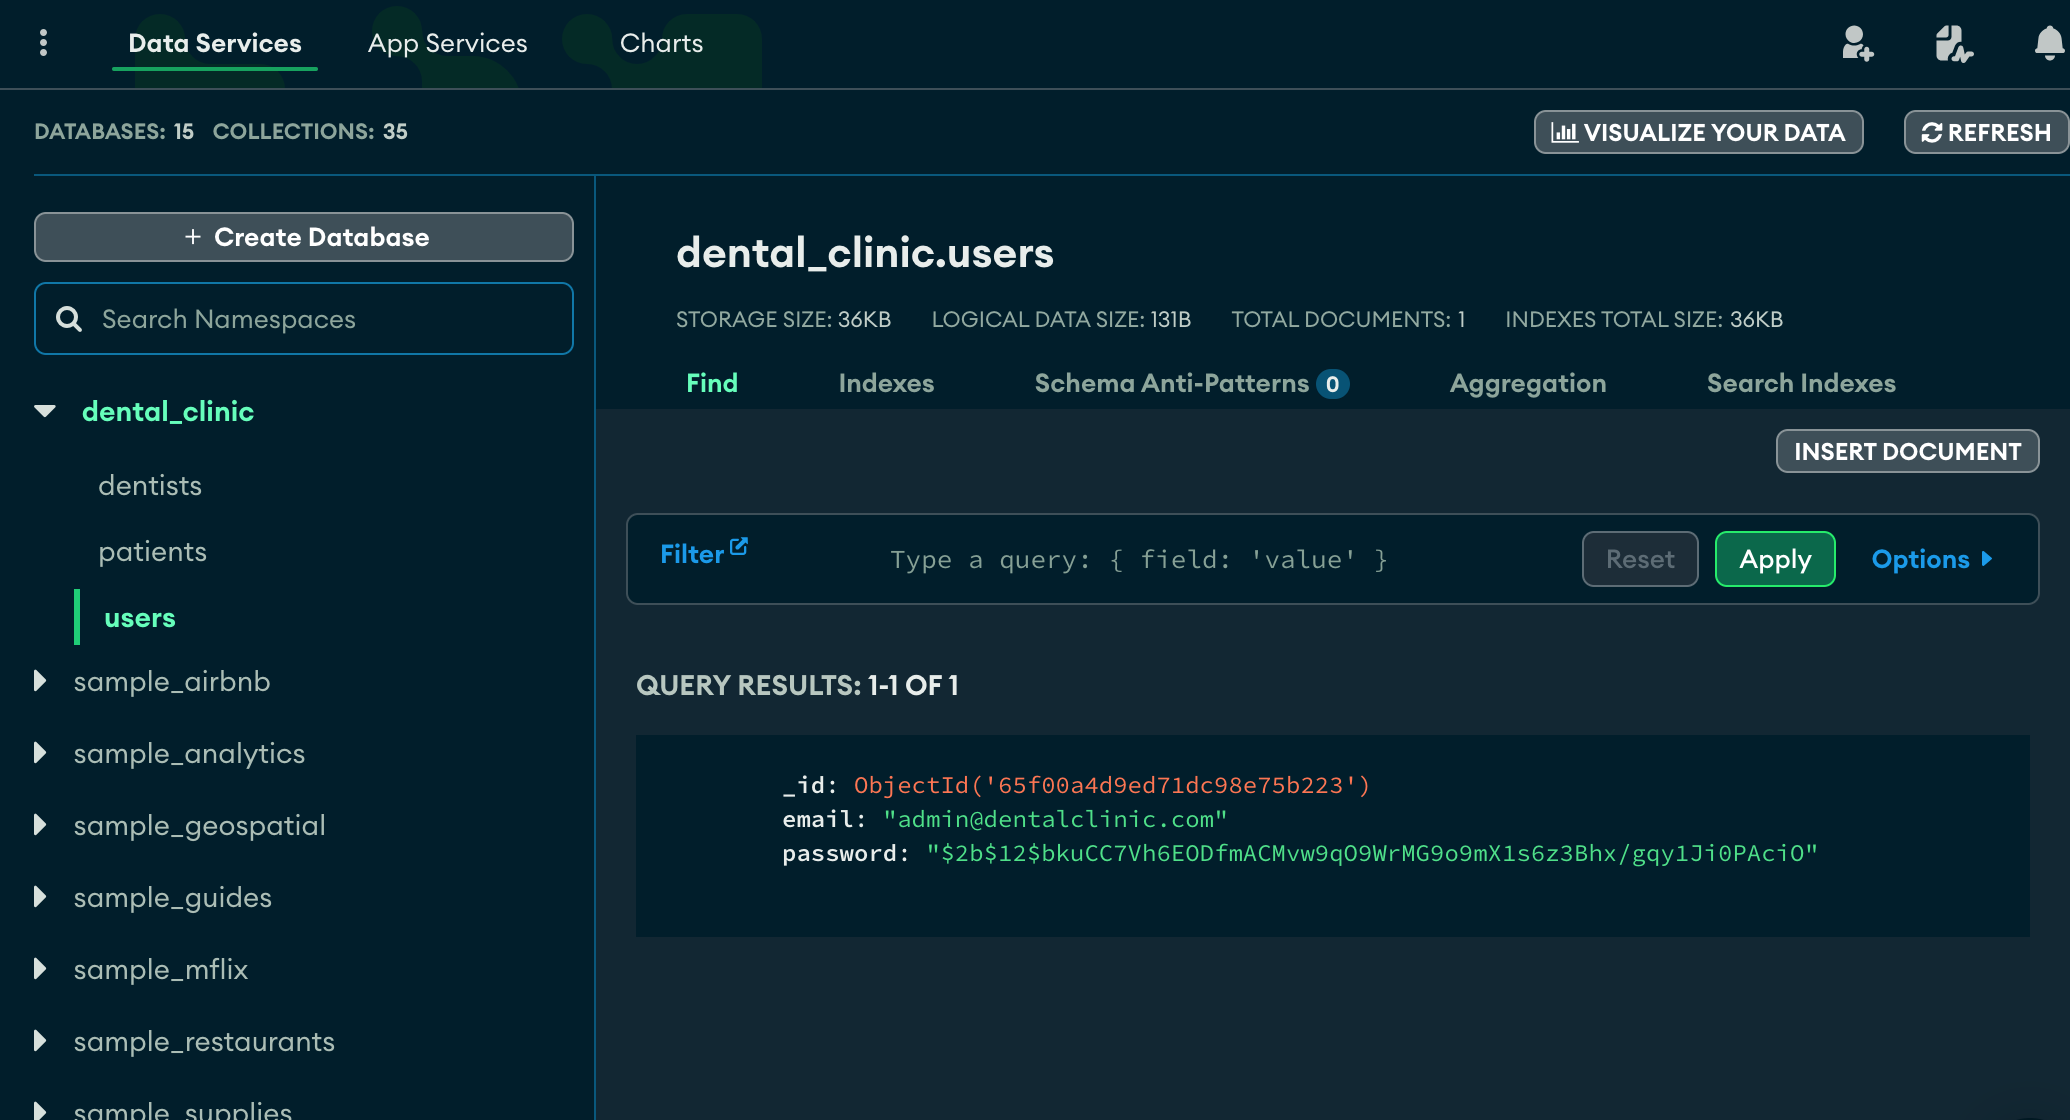 Data Services App Services Charts
DATABASES: 15 COLLECTIONS: 35
VISUALIZE YOUR DATA
REFRESH
+ Create Database
Search Namespaces
dental_clinic
dentists
patients
users
sample_airbnb
sample_analytics
sample_geospatial
sample_guides
sample_mflix
sample_restaurants
sample_supplies
dental_clinic.users
STORAGE SIZE: 36KB LOGICAL DATA SIZE: 131B TOTAL DOCUMENTS: 1 INDEXES TOTAL SIZE: 36KB
Find Indexes Schema Anti-Patterns 0 Aggregation Search Indexes
INSERT DOCUMENT
Filter Type a query: { field: 'value' } Reset Apply Options
QUERY RESULTS: 1-1 OF 1
_id: ObjectId('65f00a4d9ed71dc98e75b223')
email: "admin@dentalclinic.com"
password: "$2b$12$bkuCC7Vh6EODfmACMvw9qO9WrMG9o9mX1s6z3Bhx/gqy1Ji0PAciO"